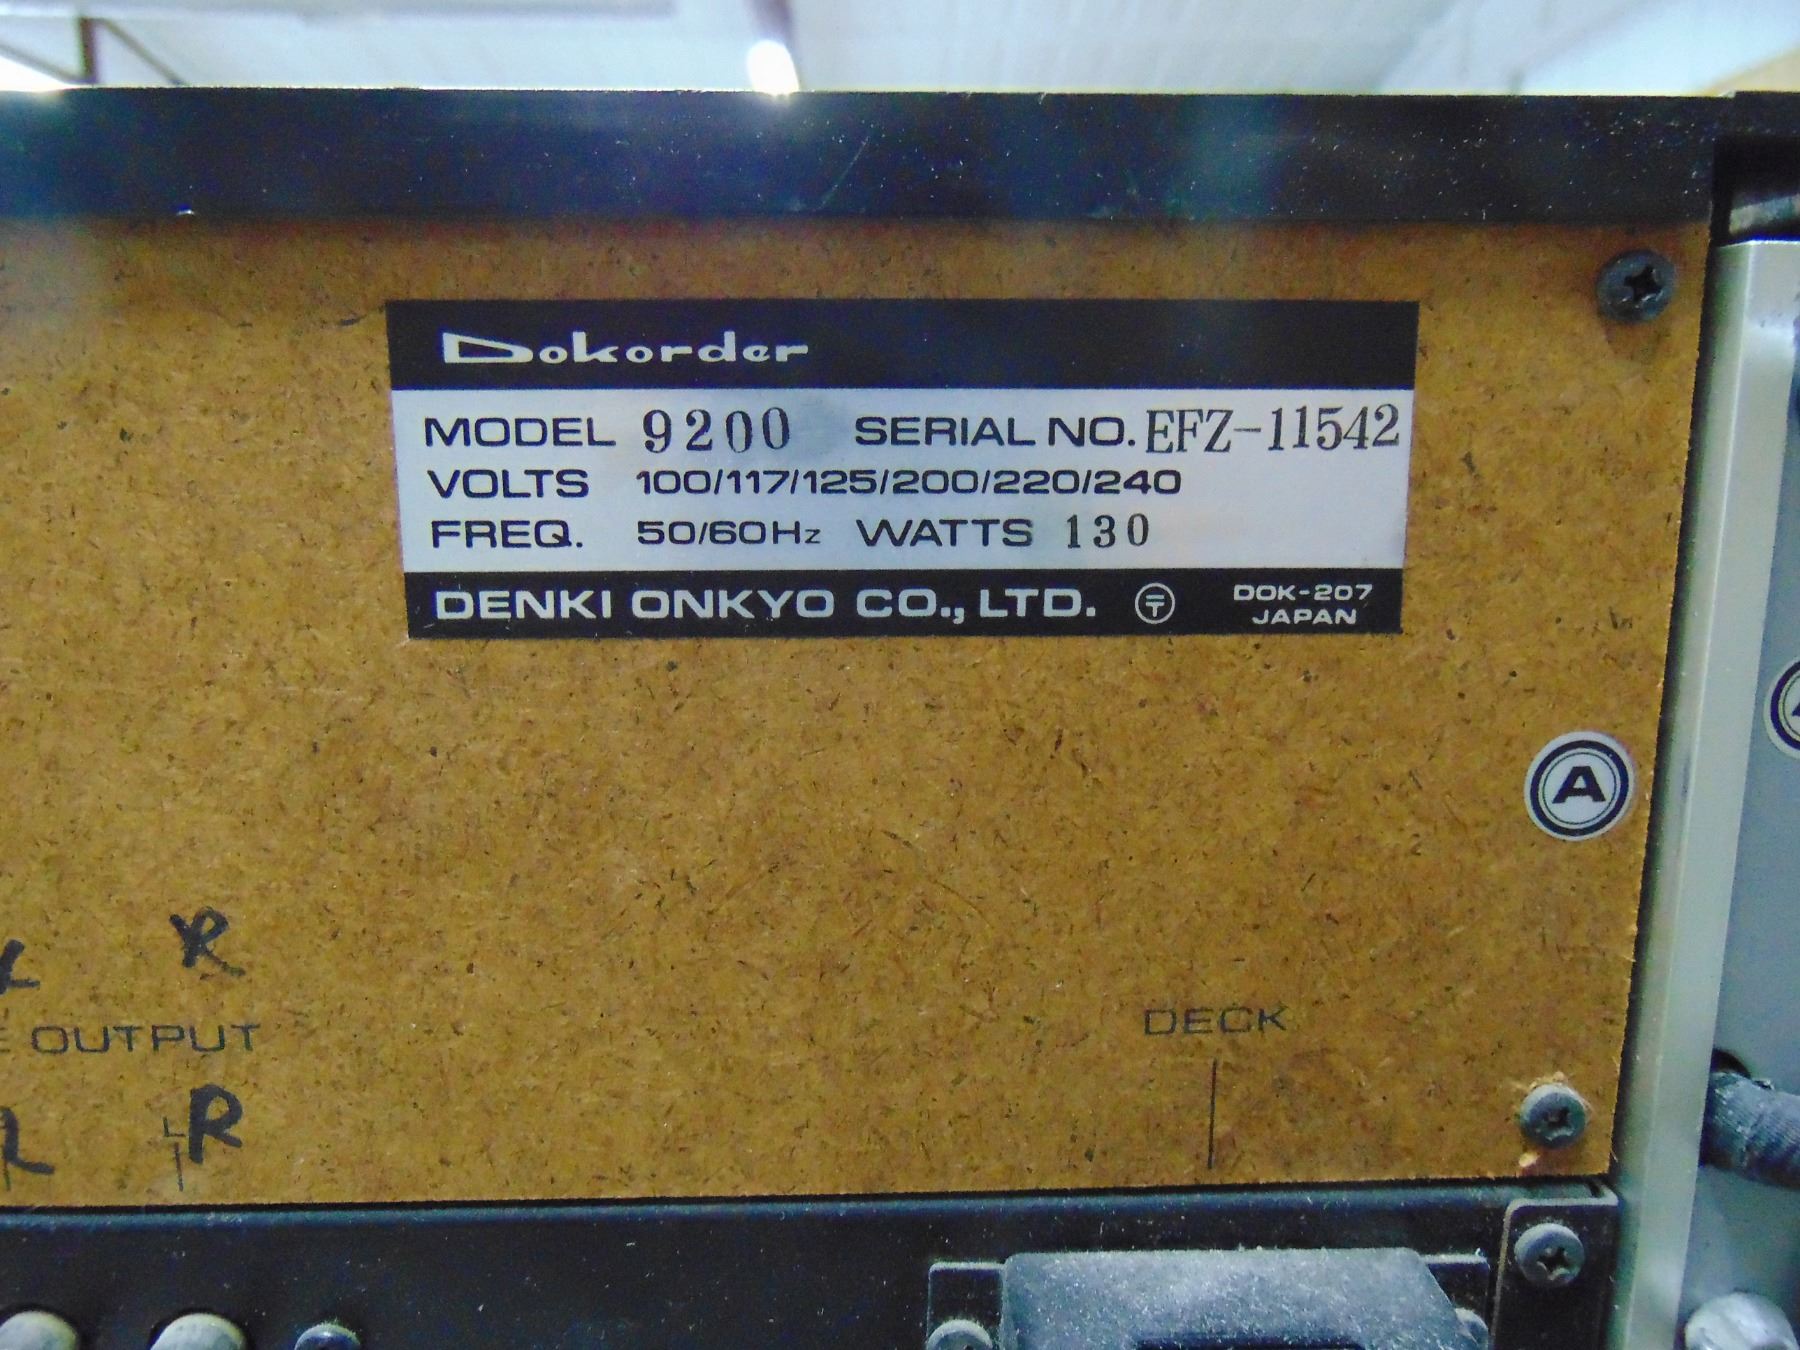 Dokorder
MODEL 9200 SERIAL NO. EFZ-11542
VOLTS 100/117/125/200/220/240
FREQ. 50/60Hz WATTS 130
DENKI ONKYO CO., LTD. DOK-207
JAPAN
A
R
OUTPUT
DECK
L R